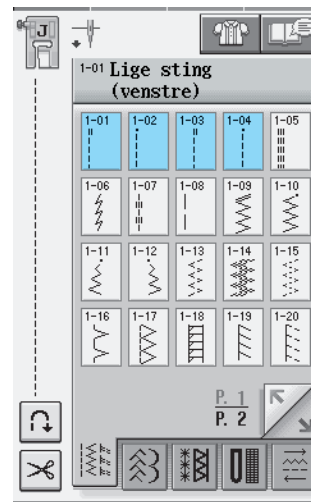 J
1-01 Lige sting
(venstre)
1-01 1-02 1-03 1-04 1-05
1-06 1-07 1-08 1-09 1-10
1-11 1-12 1-13 1-14 1-15
1-16 1-17 1-18 1-19 1-20
P. 1
P. 2